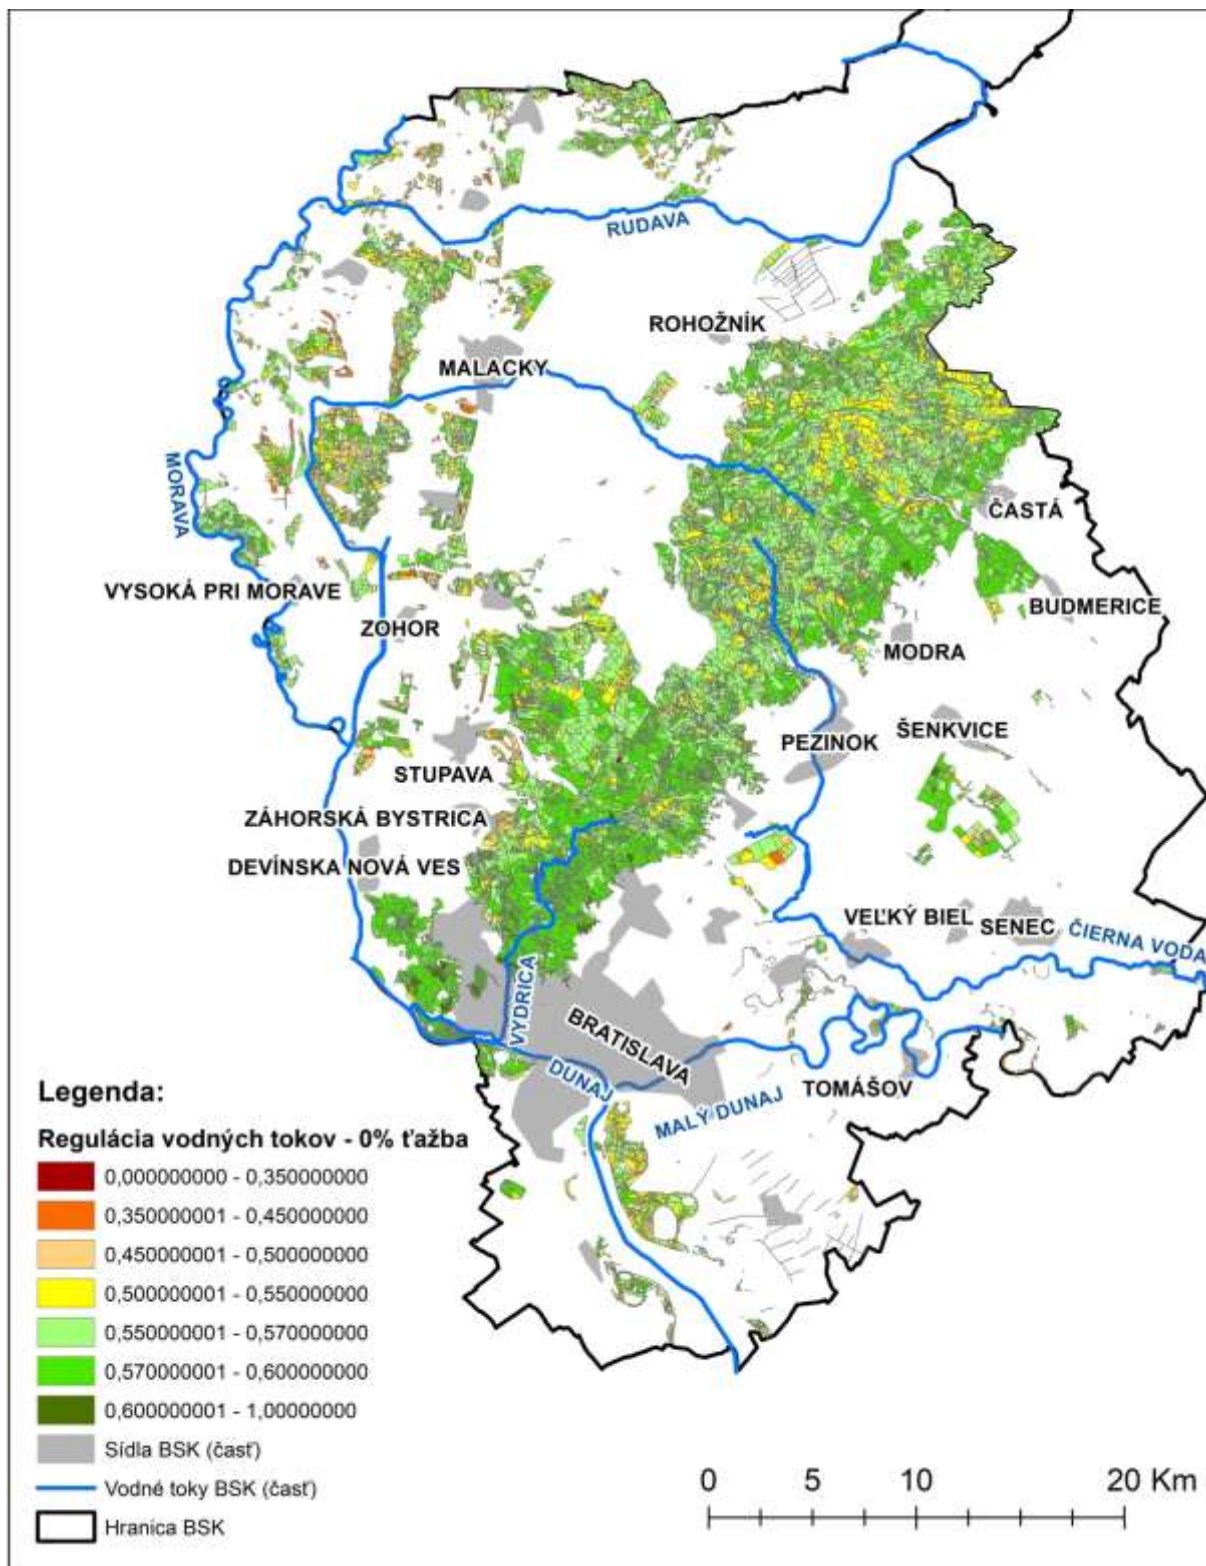 RUDAVA
ROHOŽNÍK
MALACKY
MORAVA
ČASTÁ
VYSOKÁ PRI MORAVE
BUDMERICE
ZOHOR
MODRA
ŠENKVICE
PEZINOK
STUPAVA
ZÁHORSKÁ BYSTRICA
DEVÍNSKA NOVÁ VES
VEĽKÝ BIEL
SENEC
ČIERNA VODA
VYDRICA
BRATISLAVA
DUNAJ
TOMÁŠOV
MALÝ DUNAJ
Legenda:
Regulácia vodných tokov - 0% ťažba
0,000000000 - 0,350000000
0,350000001 - 0,450000000
0,450000001 - 0,500000000
0,500000001 - 0,550000000
0,550000001 - 0,570000000
0,570000001 - 0,600000000
0,600000001 - 1,00000000
Sídla BSK (časť)
Vodné toky BSK (časť)
Hranica BSK
0 5 10 20 Km